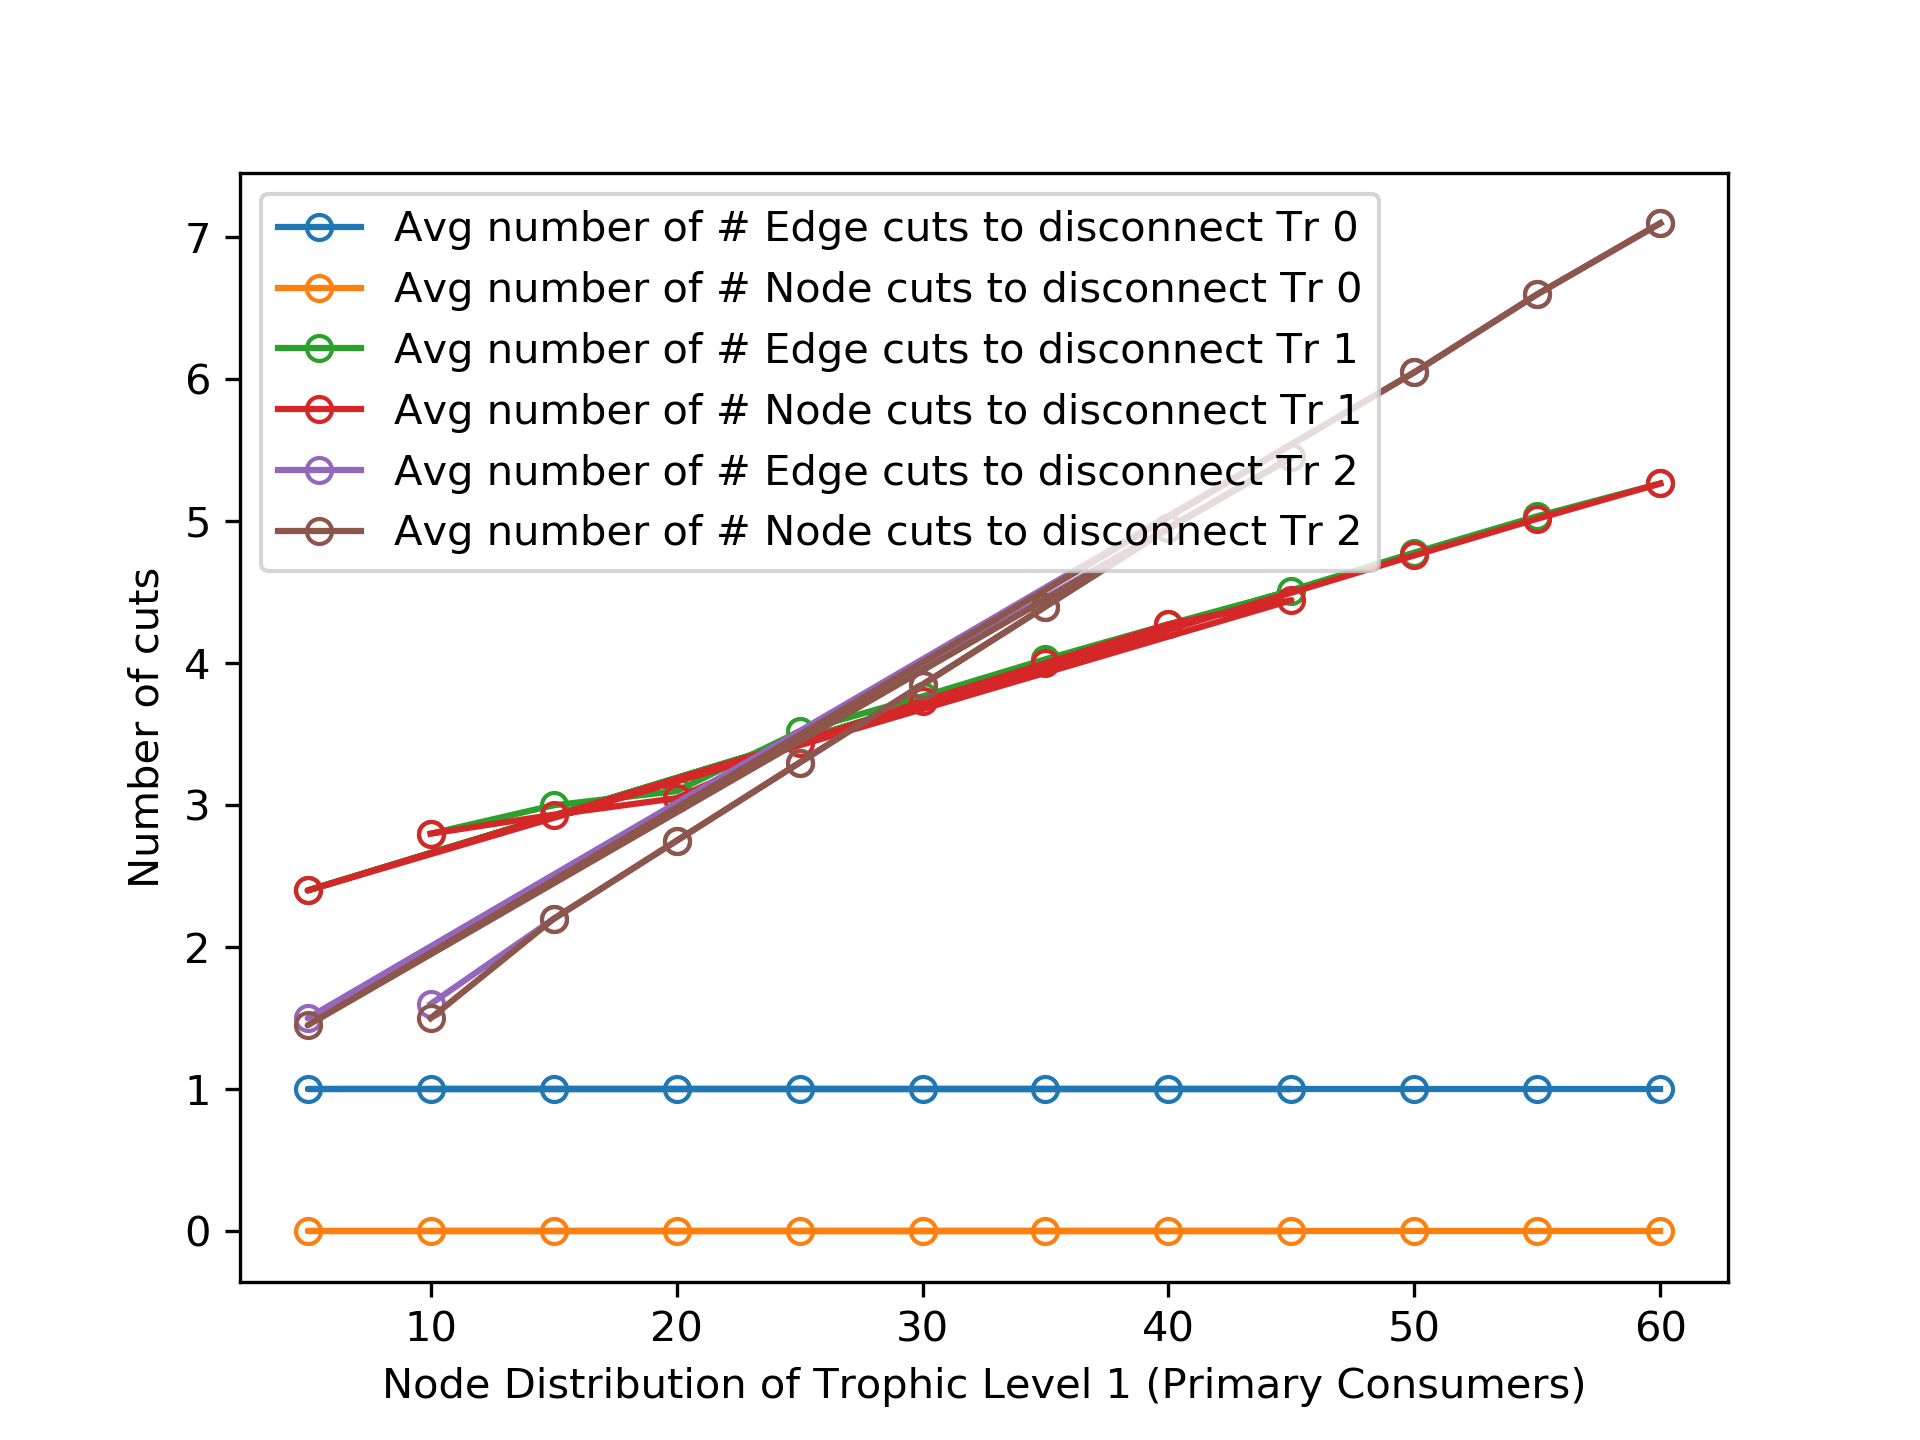 Avg number of # Edge cuts to disconnect Tr 0
Avg number of # Node cuts to disconnect Tr 0
Avg number of # Edge cuts to disconnect Tr 1
Avg number of # Node cuts to disconnect Tr 1
Avg number of # Edge cuts to disconnect Tr 2
Avg number of # Node cuts to disconnect Tr 2
7
6
5
4
3
2
1
0
Number of cuts
10 20 30 40 50 60
Node Distribution of Trophic Level 1 (Primary Consumers)